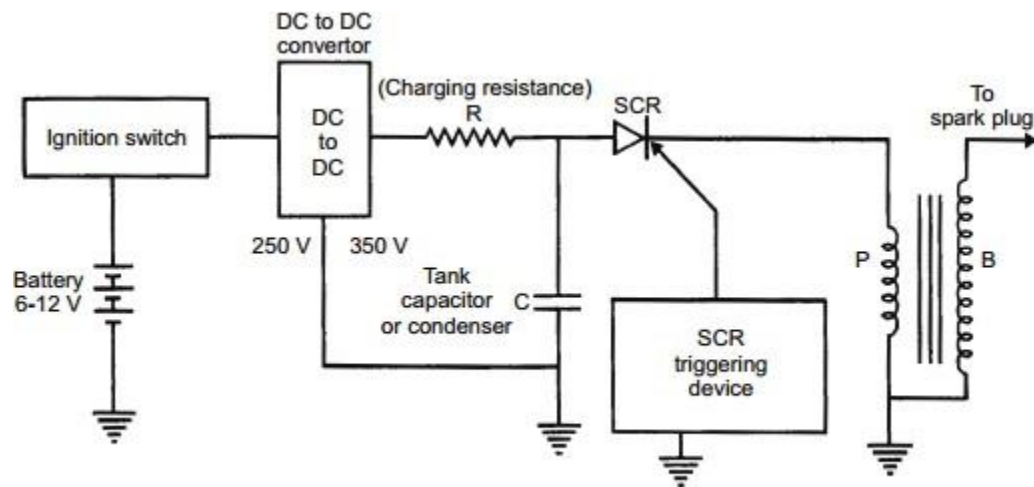 DC to DC
convertor
(Charging resistance)
R
SCR
To
spark plug
Ignition switch
DC
to
DC
250 V
350 V
Battery
6-12 V
Tank
capacitor
or condenser
C
P
B
SCR
triggering
device